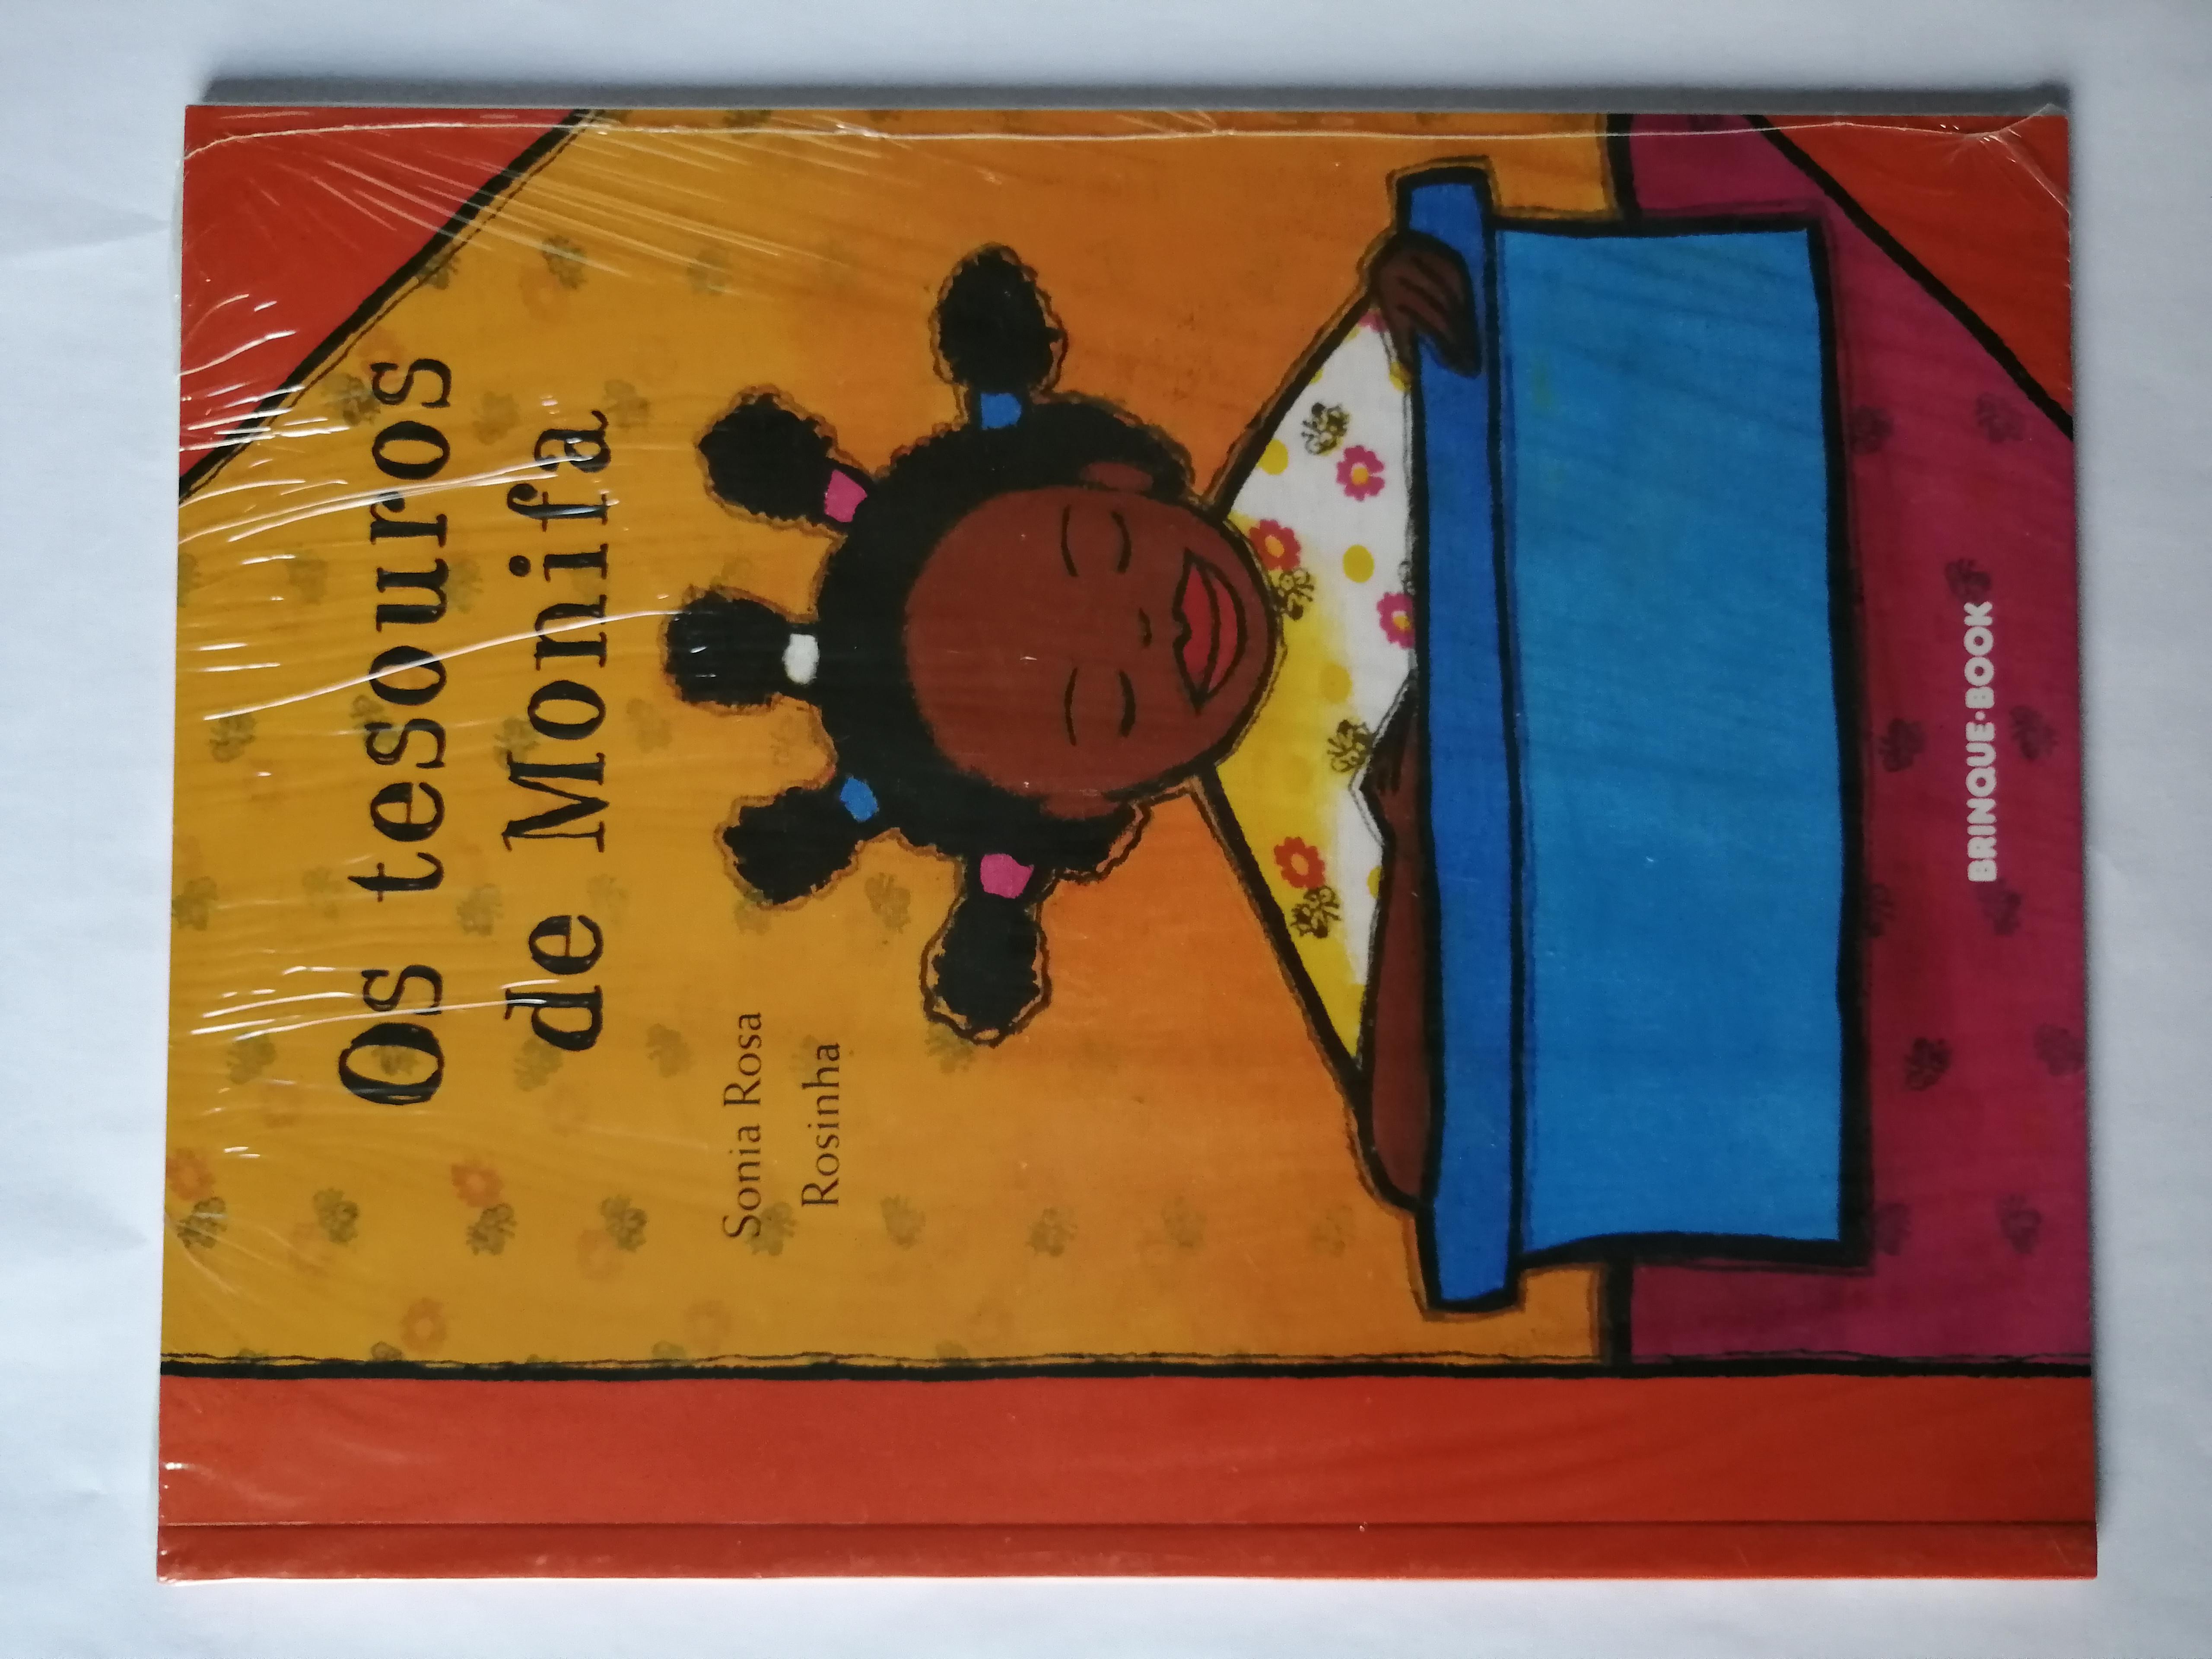 Os tesouros
de Monifa
Sonia Rosa
Rosinha
BRINQUE-BOOK